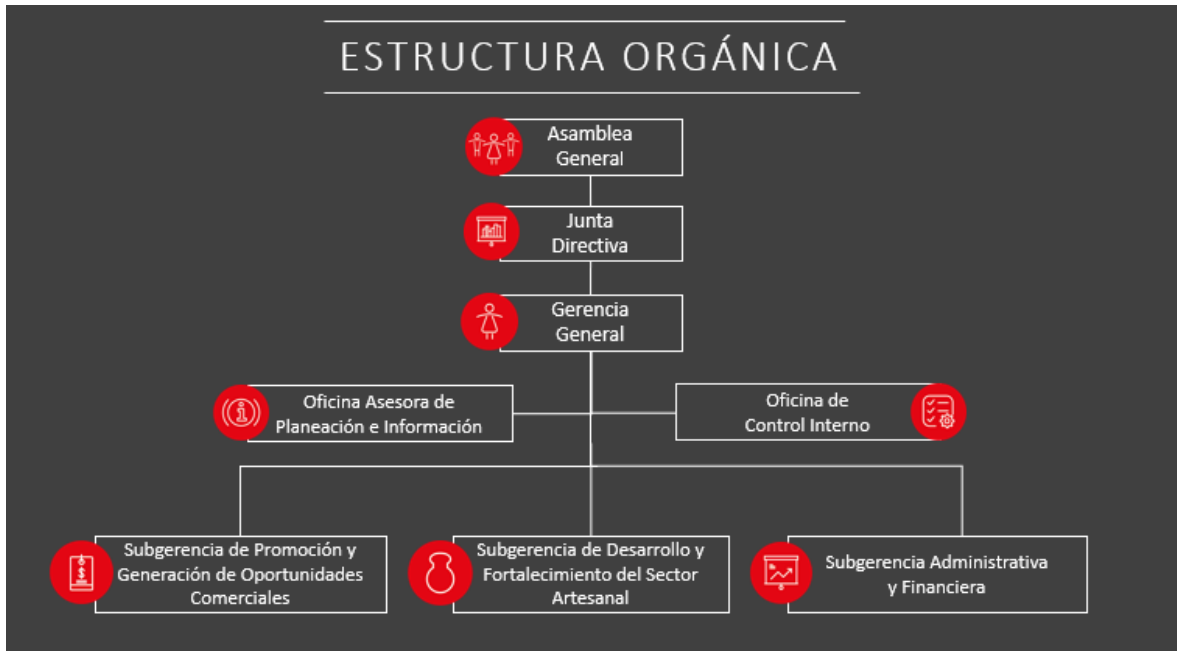 ESTRUCTURA ORGÁNICA
Asamblea
General
Junta
Directiva
Gerencia
General
Oficina Asesora de
Planeación e Información
Oficina de
Control Interno
Subgerencia de Promoción y
Generación de Oportunidades
Comerciales
Subgerencia de Desarrollo y
Fortalecimiento del Sector
Artesanal
Subgerencia Administrativa
y Financiera